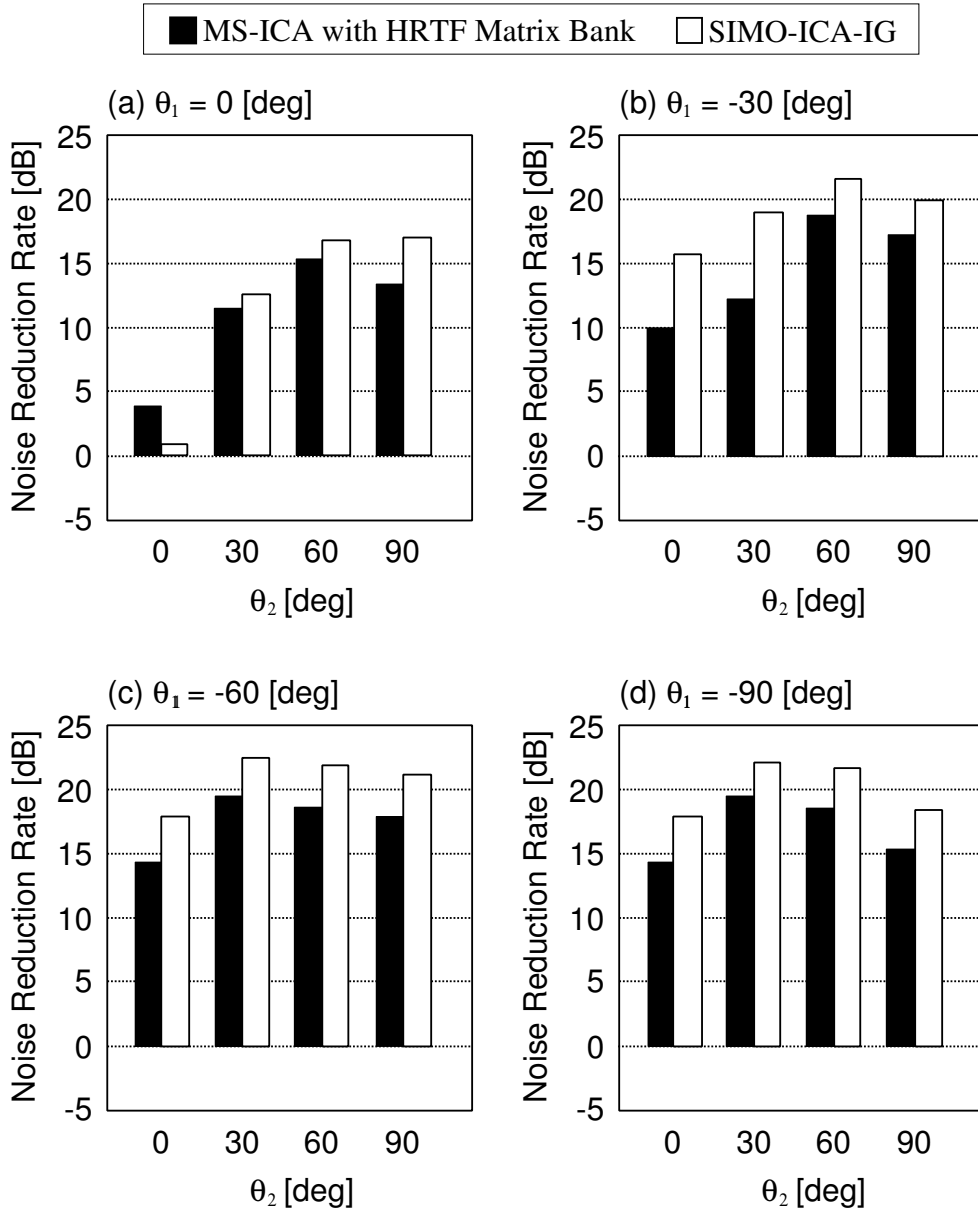 MS-ICA with HRTF Matrix Bank SIMO-ICA-IG
(a) θ1 = 0 [deg]
Noise Reduction Rate [dB]
25
20
15
10
5
0
-5
0 30 60 90
θ2 [deg]
(b) θ1 = -30 [deg]
Noise Reduction Rate [dB]
25
20
15
10
5
0
-5
0 30 60 90
θ2 [deg]
(c) θ1 = -60 [deg]
Noise Reduction Rate [dB]
25
20
15
10
5
0
-5
0 30 60 90
θ2 [deg]
(d) θ1 = -90 [deg]
Noise Reduction Rate [dB]
25
20
15
10
5
0
-5
0 30 60 90
θ2 [deg]